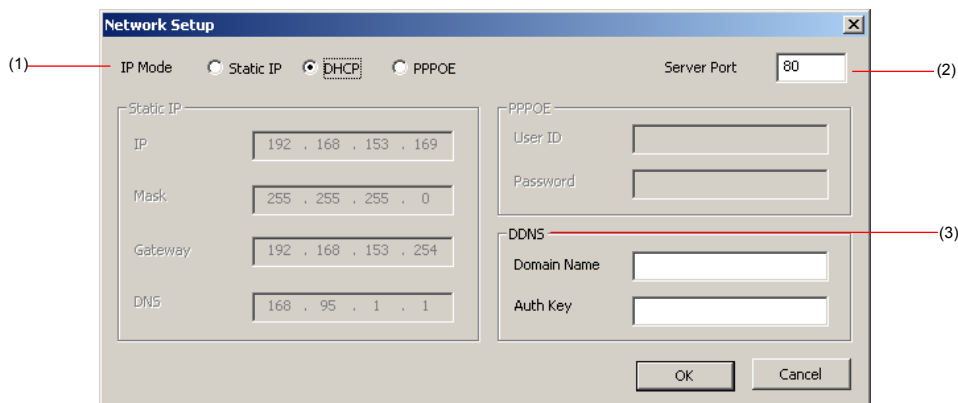 Network Setup
(1)
IP Mode
Static IP
DHCP
PPPOE
Server Port
80
(2)
Static IP
IP
192 . 168 . 153 . 169
Mask
255 . 255 . 255 . 0
Gateway
192 . 168 . 153 . 254
DNS
168 . 95 . 1 . 1
PPPOE
User ID
Password
DDNS
(3)
Domain Name
Auth Key
OK
Cancel